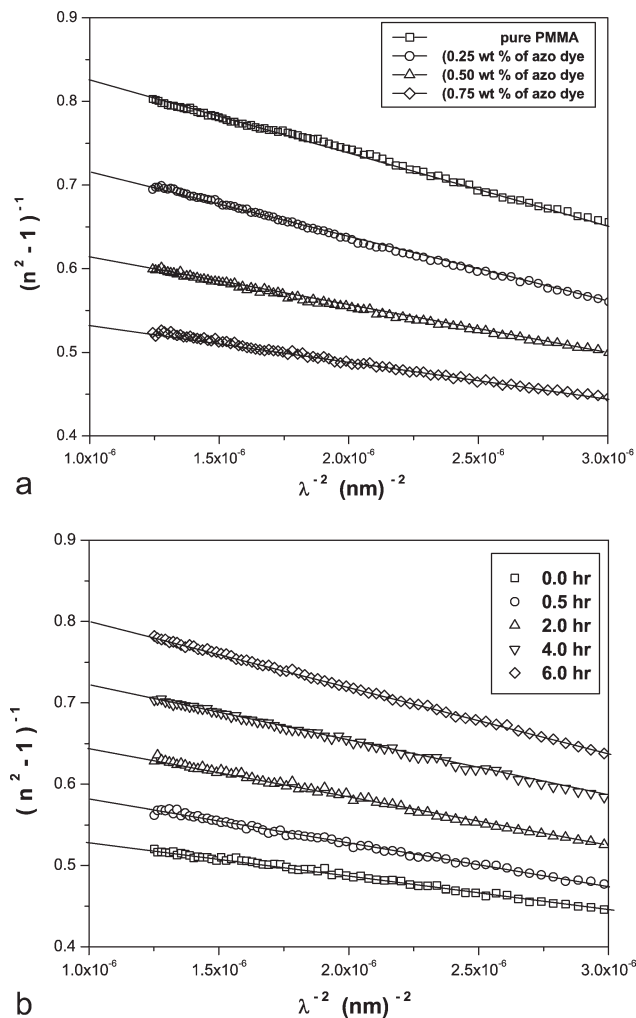 0.9
pure PMMA
(0.25 wt % of azo dye
(0.50 wt % of azo dye
(0.75 wt % of azo dye
0.8
0.7
0.6
0.5
0.4
(n² - 1)⁻¹
1.0x10⁻⁶ 1.5x10⁻⁶ 2.0x10⁻⁶ 2.5x10⁻⁶ 3.0x10⁻⁶
λ⁻² (nm)⁻²
a
0.9
0.0 hr
0.5 hr
2.0 hr
4.0 hr
6.0 hr
0.8
0.7
0.6
0.5
0.4
(n² - 1)⁻¹
1.0x10⁻⁶ 1.5x10⁻⁶ 2.0x10⁻⁶ 2.5x10⁻⁶ 3.0x10⁻⁶
λ⁻² (nm)⁻²
b